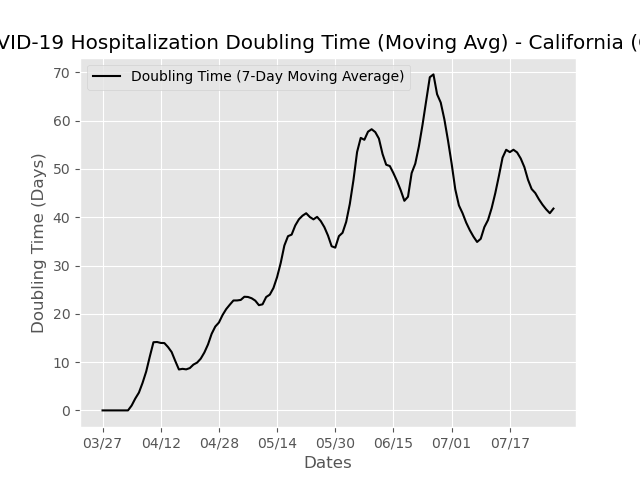 VID-19 Hospitalization Doubling Time (Moving Avg) - California (
Doubling Time (7-Day Moving Average)
70
60
50
40
30
20
10
0
Doubling Time (Days)
03/27 04/12 04/28 05/14 05/30 06/15 07/01 07/17
Dates